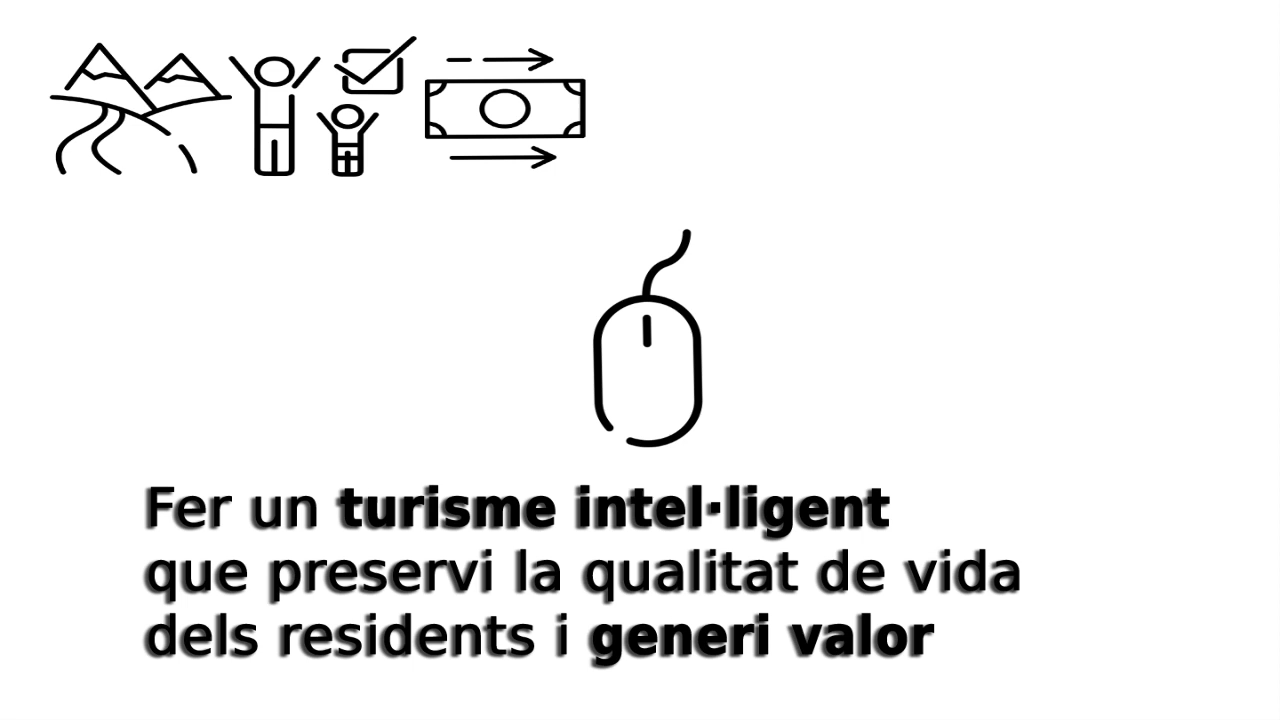 Fer un turisme intel·ligent
que preservi la qualitat de vida
dels residents i generi valor